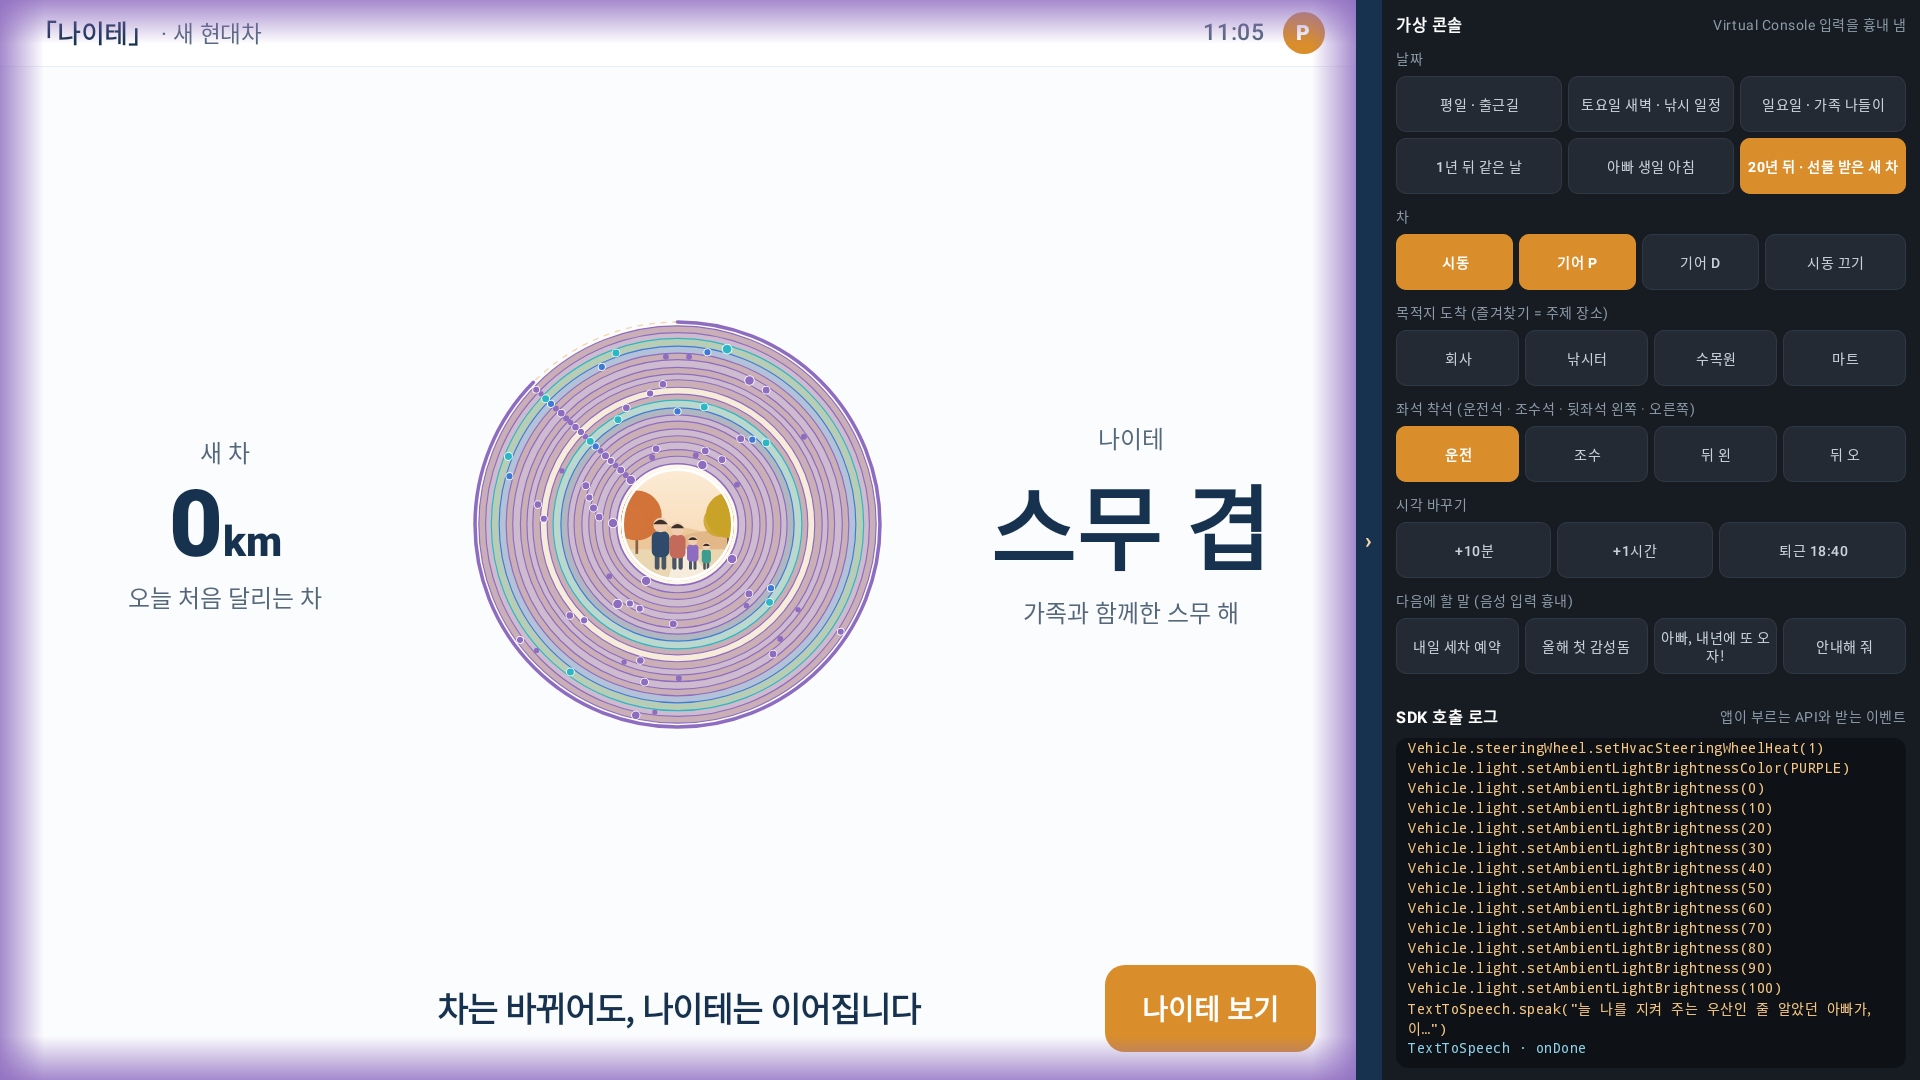 「나이테」 · 새 현대차
11:05
P
새 차
0km
오늘 처음 달리는 차
나이테
스무 겹
가족과 함께한 스무 해
차는 바뀌어도, 나이테는 이어집니다
나이테 보기
›
가상 콘솔
Virtual Console 입력을 흉내 냄
날짜
평일 · 출근길
토요일 새벽 · 낚시 일정
일요일 · 가족 나들이
1년 뒤 같은 날
아빠 생일 아침
20년 뒤 · 선물 받은 새 차
차
시동
기어 P
기어 D
시동 끄기
목적지 도착 (즐겨찾기 = 주제 장소)
회사
낚시터
수목원
마트
좌석 착석 (운전석 · 조수석 · 뒷좌석 왼쪽 · 오른쪽)
운전
조수
뒤 왼
뒤 오
시각 바꾸기
+10분
+1시간
퇴근 18:40
다음에 할 말 (음성 입력 흉내)
내일 세차 예약
올해 첫 감성돔
아빠, 내년에 또 오
자!
안내해 줘
SDK 호출 로그
앱이 부르는 API와 받는 이벤트
Vehicle.steeringWheel.setHvacSteeringWheelHeat(1)
Vehicle.light.setAmbientLightBrightnessColor(PURPLE)
Vehicle.light.setAmbientLightBrightness(0)
Vehicle.light.setAmbientLightBrightness(10)
Vehicle.light.setAmbientLightBrightness(20)
Vehicle.light.setAmbientLightBrightness(30)
Vehicle.light.setAmbientLightBrightness(40)
Vehicle.light.setAmbientLightBrightness(50)
Vehicle.light.setAmbientLightBrightness(60)
Vehicle.light.setAmbientLightBrightness(70)
Vehicle.light.setAmbientLightBrightness(80)
Vehicle.light.setAmbientLightBrightness(90)
Vehicle.light.setAmbientLightBrightness(100)
TextToSpeech.speak("늘 나를 지켜 주는 우산인 줄 알았던 아빠가,
이…")
TextToSpeech · onDone